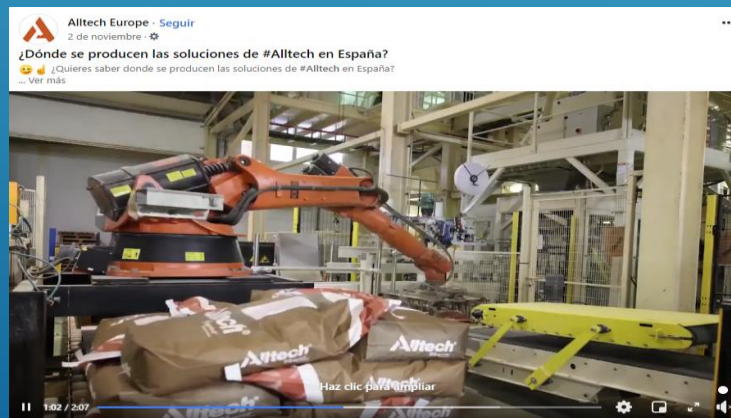 Alltech Europe · Seguir
2 de noviembre ·
¿Dónde se producen las soluciones de #Alltech en España?
¿Quieres saber donde se producen las soluciones de #Alltech en España?
... Ver más
Alltech
Alltech
Alltech
Alltech
Haz clic para ampliar
1:02 / 2:07